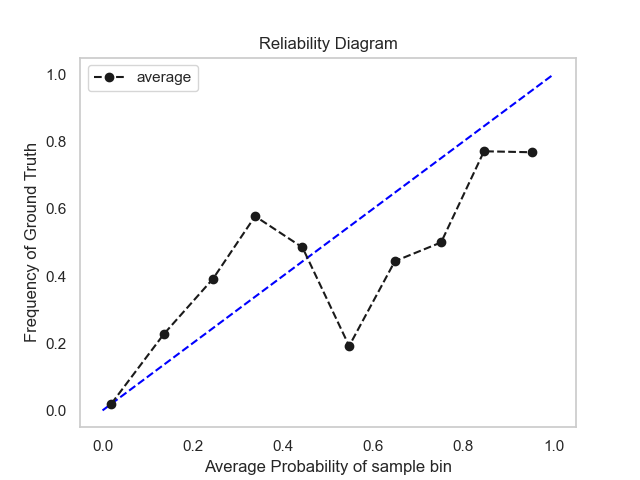 Reliability Diagram
average
Frequency of Ground Truth
1.0
0.8
0.6
0.4
0.2
0.0
0.0 0.2 0.4 0.6 0.8 1.0
Average Probability of sample bin